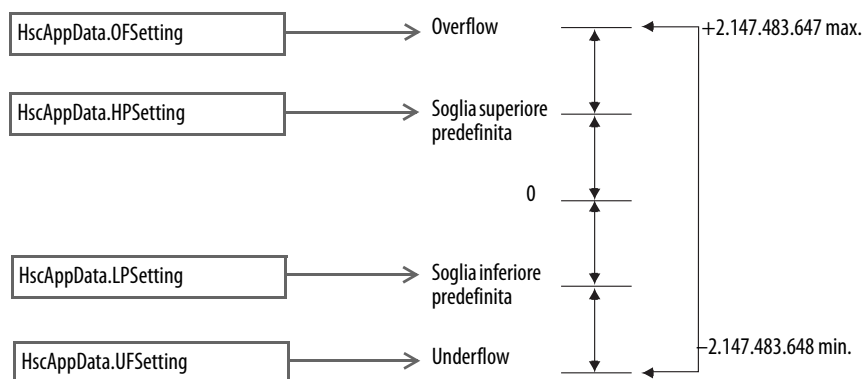 HscAppData.OFSetting
Overflow
+2.147.483.647 max.
HscAppData.HPSetting
Soglia superiore
predefinita
0
HscAppData.LPSetting
Soglia inferiore
predefinita
HscAppData.UFSetting
Underflow
−2.147.483.648 min.